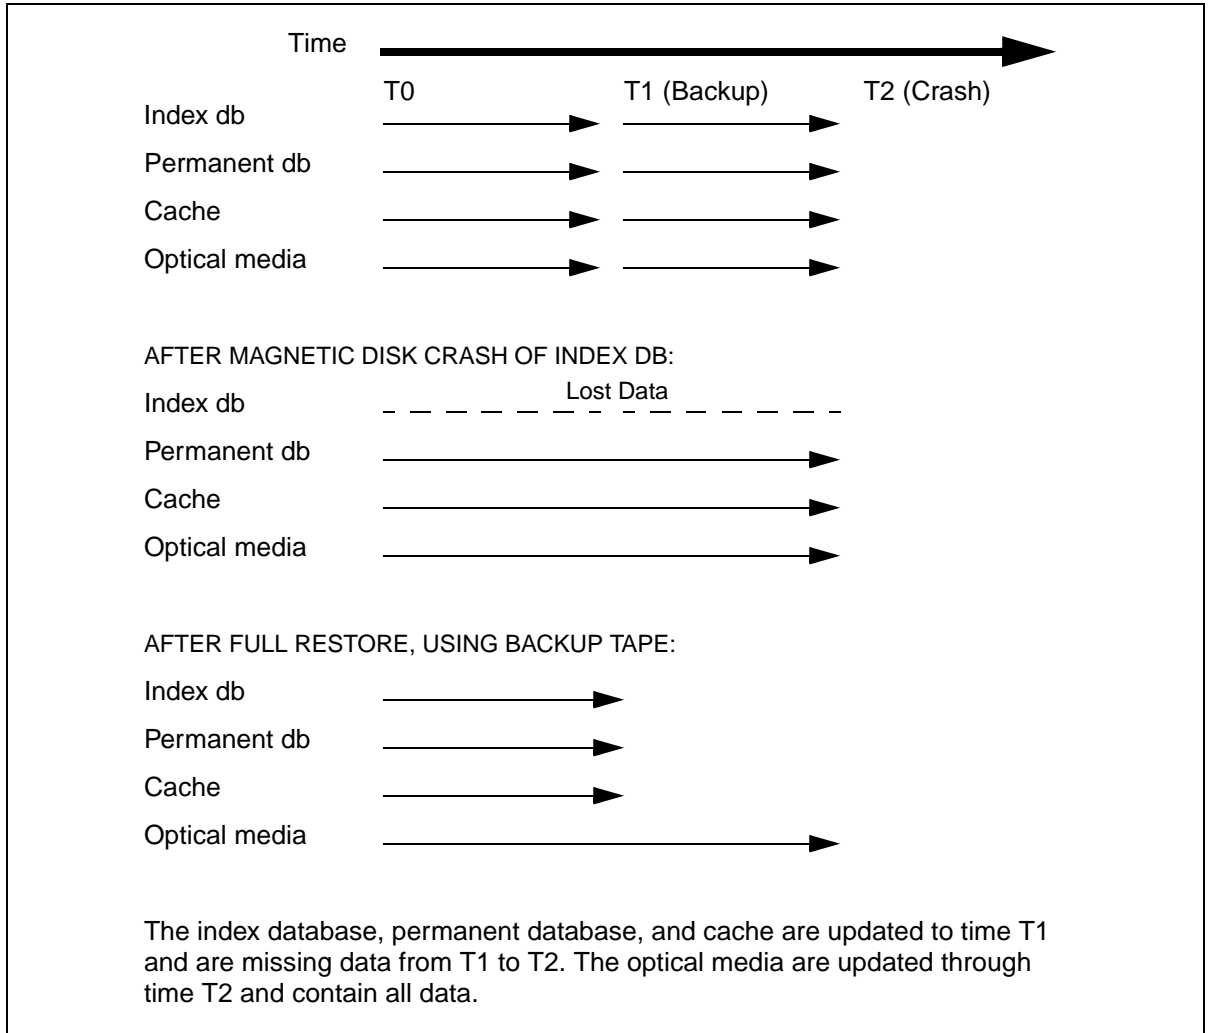 Time
T0 T1 (Backup) T2 (Crash)
Index db
Permanent db
Cache
Optical media
AFTER MAGNETIC DISK CRASH OF INDEX DB:
Lost Data
Index db
Permanent db
Cache
Optical media
AFTER FULL RESTORE, USING BACKUP TAPE:
Index db
Permanent db
Cache
Optical media
The index database, permanent database, and cache are updated to time T1
and are missing data from T1 to T2. The optical media are updated through
time T2 and contain all data.